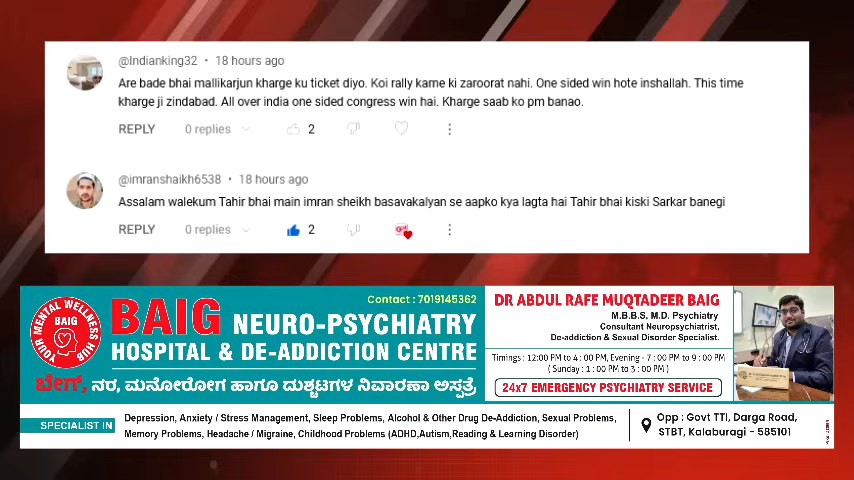 @Indianking32 • 18 hours ago
Are bade bhai mallikarjun kharge ku ticket diyo. Koi rally karne ki zaroorat nahi. One sided win hote inshallah. This time
kharge ji zindabad. All over india one sided congress win hai. Kharge saab ko pm banao.
REPLY 0 replies 2
@imranshaikh6538 • 18 hours ago
Assalam walekum Tahir bhai main imran sheikh basavakalyan se aapko kya lagta hai Tahir bhai kiski Sarkar banegi
REPLY 0 replies 2
YOUR MENTAL WELLNESS HUB
BAIG
Contact : 7019145362
BAIG NEURO-PSYCHIATRY
HOSPITAL & DE-ADDICTION CENTRE
ಬೇಗ್, ನರ, ಮನೋರೋಗ ಹಾಗೂ ದುಶ್ಚಟಗಳ ನಿವಾರಣಾ ಆಸ್ಪತ್ರೆ
DR ABDUL RAFE MUQTADEER BAIG
M.B.B.S, M.D. Psychiatry
Consultant Neuropsychiatrist,
De-addiction & Sexual Disorder Specialist.
Timings : 12:00 PM to 4 : 00 PM, Evening - 7 : 00 PM to 9 : 00 PM
( Sunday : 1 : 00 PM to 3 : 00 PM )
24x7 EMERGENCY PSYCHIATRY SERVICE
SPECIALIST IN
Depression, Anxiety / Stress Management, Sleep Problems, Alcohol & Other Drug De-Addiction, Sexual Problems,
Memory Problems, Headache / Migraine, Childhood Problems (ADHD,Autism,Reading & Learning Disorder)
Opp : Govt TTI, Darga Road,
STBT, Kalaburagi - 585101